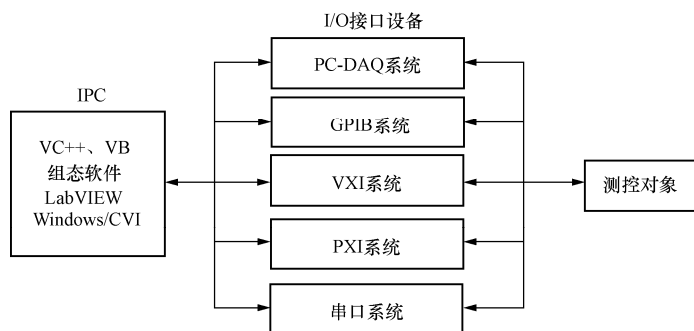 I/O接口设备
PC-DAQ系统
IPC
GPIB系统
VC++、VB
组态软件
LabVIEW
Windows/CVI
VXI系统
测控对象
PXI系统
串口系统